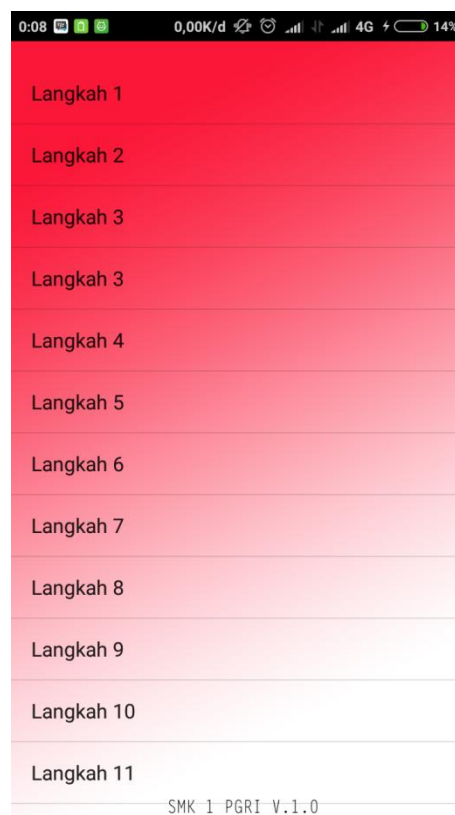 0:08 0,00K/d 4G 14%
Langkah 1
Langkah 2
Langkah 3
Langkah 3
Langkah 4
Langkah 5
Langkah 6
Langkah 7
Langkah 8
Langkah 9
Langkah 10
Langkah 11
SMK 1 PGRI V.1.0